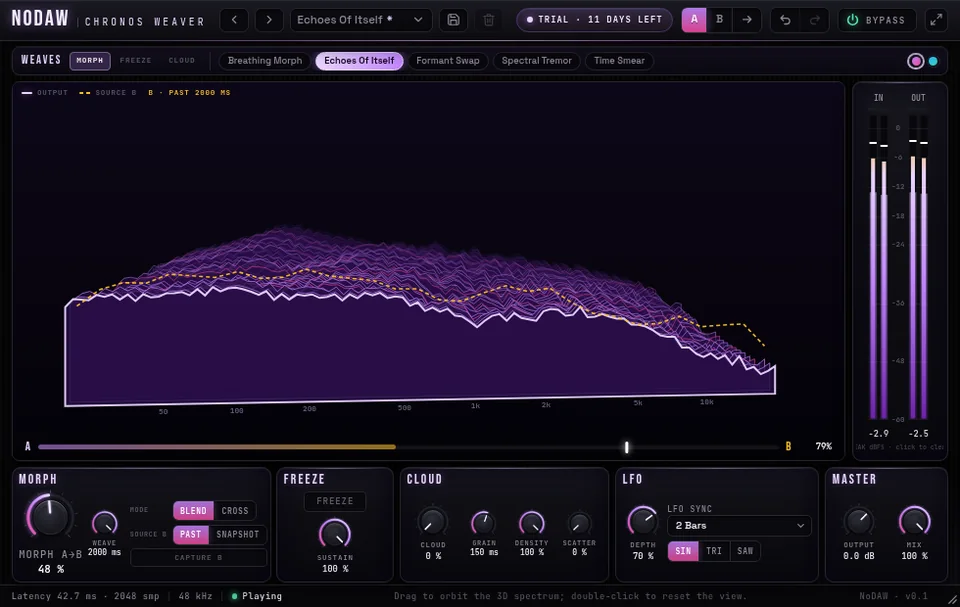 NODAW | CHRONOS WEAVER
Echoes Of Itself *
TRIAL · 11 DAYS LEFT
A B
BYPASS
WEAVES MORPH FREEZE CLOUD
Breathing Morph Echoes Of Itself Formant Swap Spectral Tremor Time Smear
OUTPUT SOURCE B B · PAST 2000 MS
IN OUT
0
-6
-12
-18
-24
-36
-48
-60
50 100 200 500 1k 2k 5k 10k
-2.9 -2.5
A B 79%
· click to
MORPH
MODE BLEND CROSS
SOURCE B PAST SNAPSHOT
CAPTURE B
WEAVE
2000 ms
MORPH A→B
48 %
FREEZE
FREEZE
SUSTAIN
100 %
CLOUD
CLOUD GRAIN DENSITY SCATTER
0 % 150 ms 100 % 0 %
LFO
LFO SYNC
2 Bars
SIN TRI SAW
DEPTH
70 %
MASTER
OUTPUT MIX
0.0 dB 100 %
Latency 42.7 ms · 2048 smp | 48 kHz | Playing
Drag to orbit the 3D spectrum; double-click to reset the view.
NoDAW · v0.1